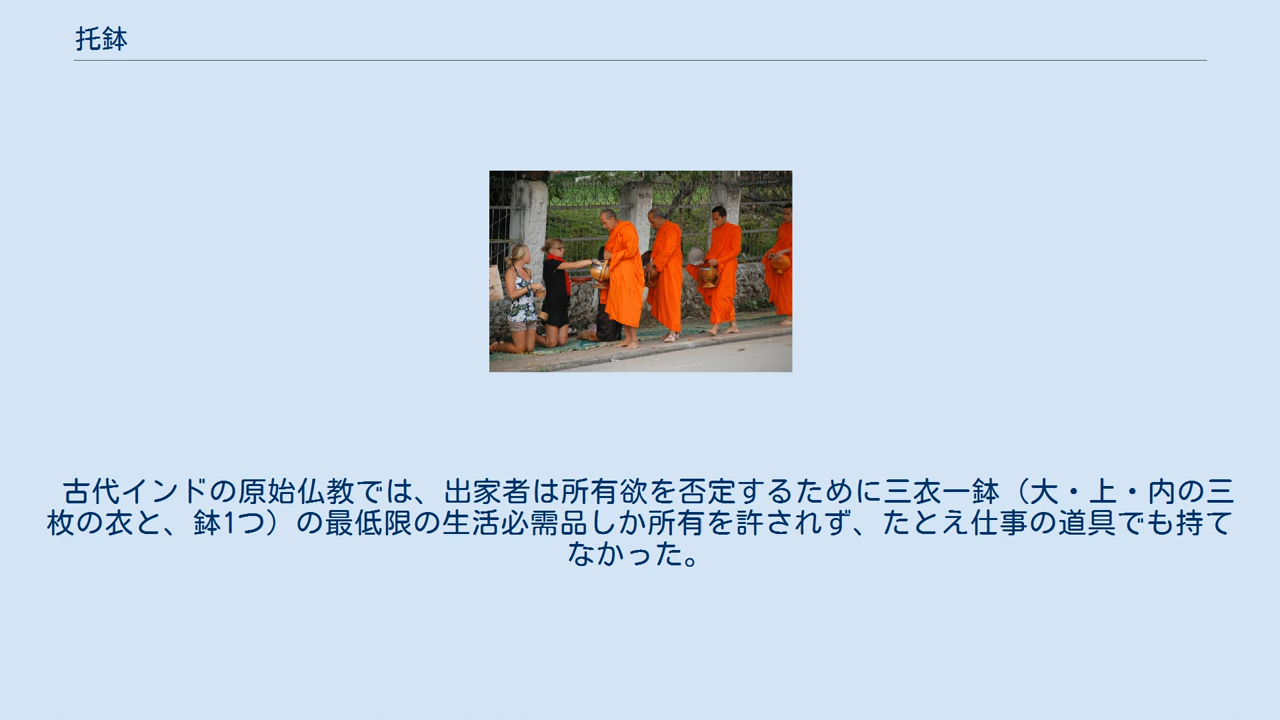 托鉢
古代インドの原始仏教では、出家者は所有欲を否定するために三衣一鉢（大・上・内の三
枚の衣と、鉢1つ）の最低限の生活必需品しか所有を許されず、たとえ仕事の道具でも持て
なかった。